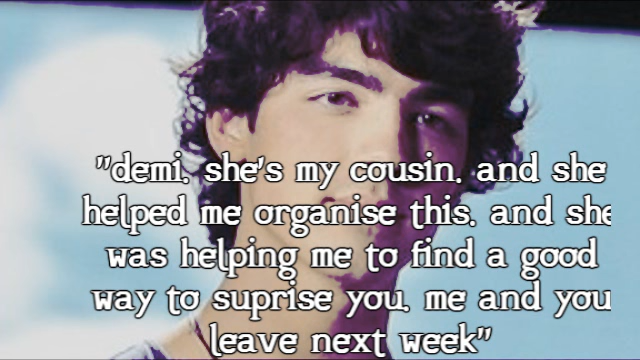 "demi, she's my cousin, and she
helped me organise this, and she
was helping me to find a good
way to suprise you, me and you
leave next week"